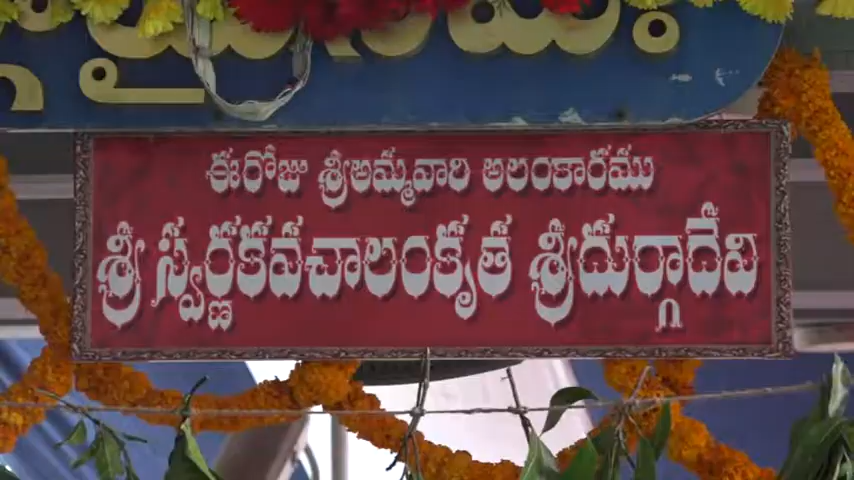 ఈరోజు శ్రీఅమ్మవారి అలంకారము
శ్రీ స్వర్ణకవచాలంకృత శ్రీదుర్గాదేవి